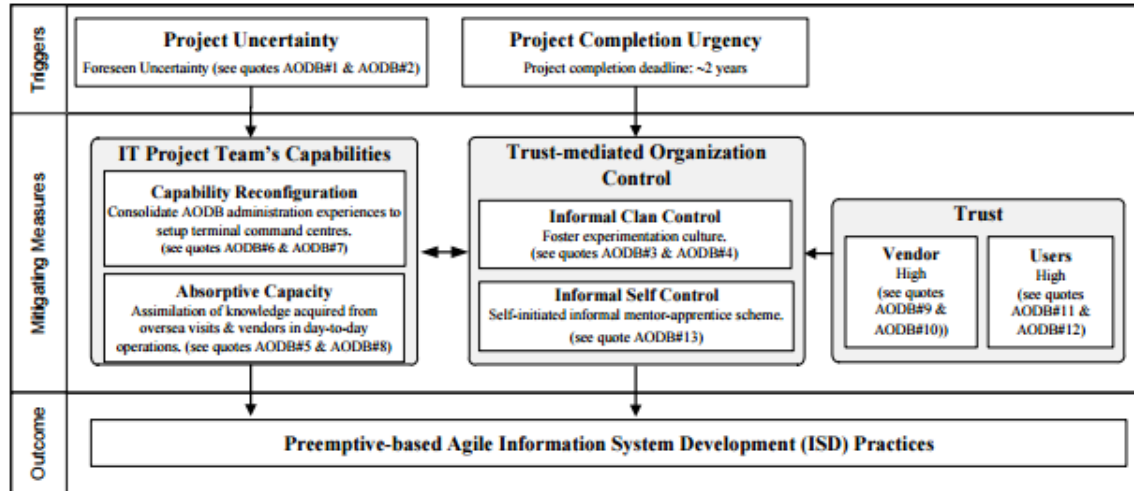 Triggers
Project Uncertainty
Foreseen Uncertainty (see quotes AODB#1 & AODB#2)
Project Completion Urgency
Project completion deadline: ~2 years
Mitigating Measures
IT Project Team's Capabilities
Capability Reconfiguration
Consolidate AODB administration experiences to
setup terminal command centres.
(see quotes AODB#6 & AODB#7)
Absorptive Capacity
Assimilation of knowledge acquired from
oversea visits & vendors in day-to-day
operations. (see quotes AODB#5 & AODB#8)
Trust-mediated Organization
Control
Informal Clan Control
Foster experimentation culture.
(see quotes AODB#3 & AODB#4)
Informal Self Control
Self-initiated informal mentor-apprentice scheme.
(see quote AODB#13)
Trust
Vendor
High
(see quotes
AODB#9 &
AODB#10))
Users
High
(see quotes
AODB#11 &
AODB#12)
Outcome
Preemptive-based Agile Information System Development (ISD) Practices